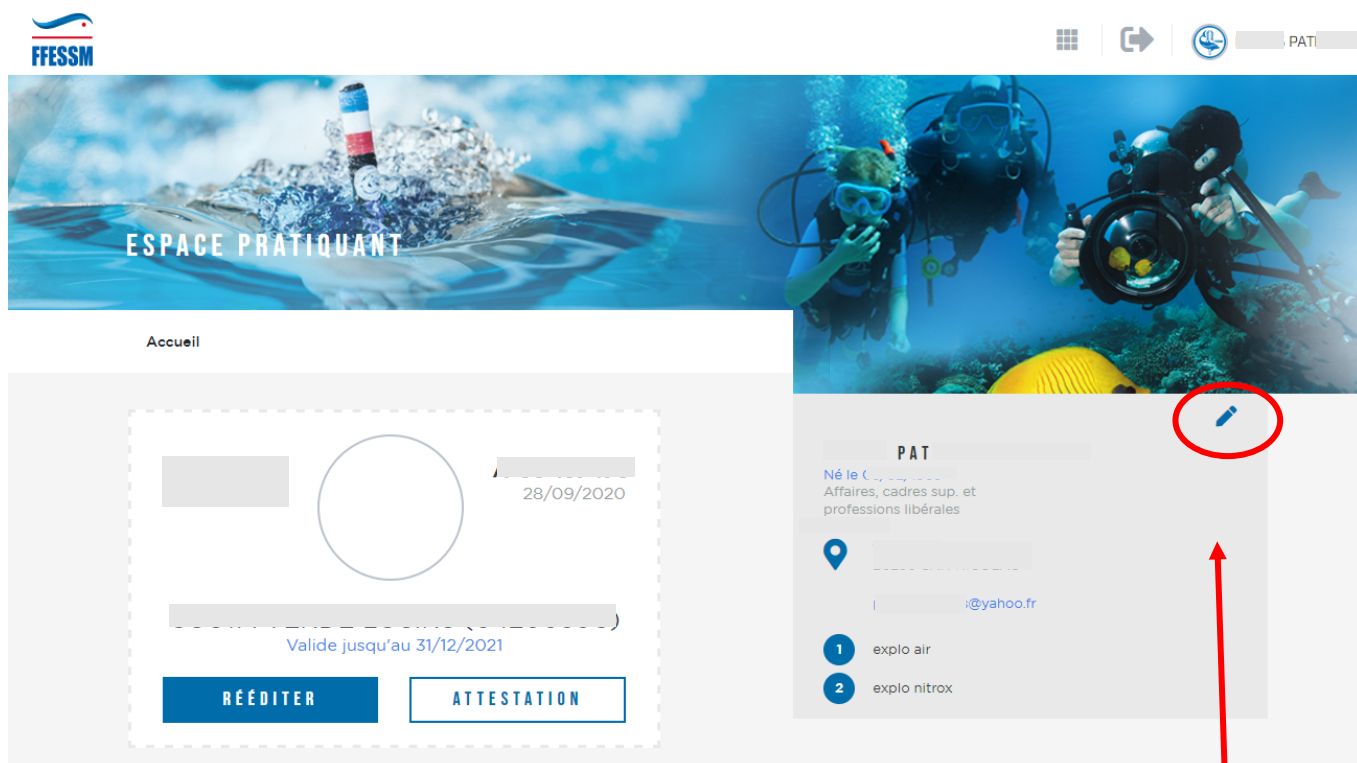 FFESSM
PAT
ESPACE PRATIQUANT
Accueil
28/09/2020
Valide jusqu'au 31/12/2021
RÉÉDITER
ATTESTATION
PAT
Né le
Affaires, cadres sup. et
professions libérales
@yahoo.fr
1 explo air
2 explo nitrox